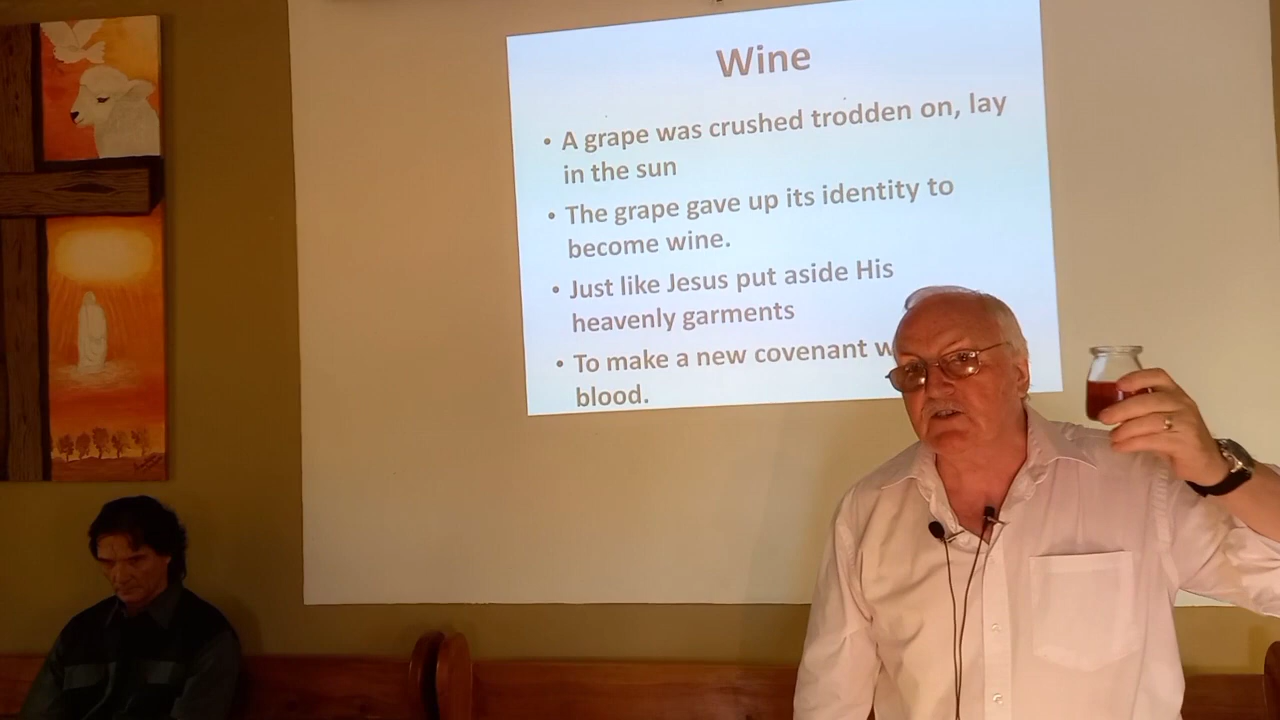 Wine
• A grape was crushed trodden on, lay
in the sun
• The grape gave up its identity to
become wine.
• Just like Jesus put aside His
heavenly garments
• To make a new covenant
blood.